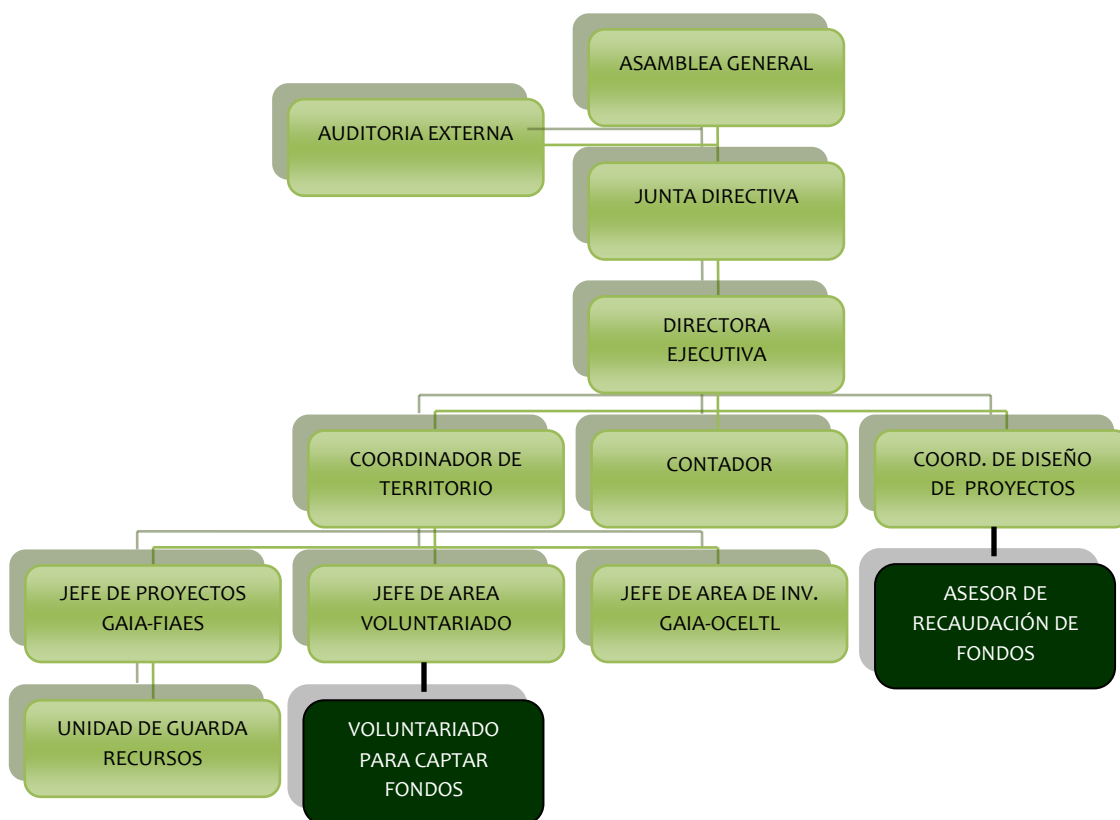 ASAMBLEA GENERAL
AUDITORIA EXTERNA
JUNTA DIRECTIVA
DIRECTORA
EJECUTIVA
COORDINADOR DE
TERRITORIO
CONTADOR
COORD. DE DISEÑO
DE PROYECTOS
JEFE DE PROYECTOS
GAIA-FIAES
JEFE DE AREA
VOLUNTARIADO
JEFE DE AREA DE INV.
GAIA-OCELTL
ASESOR DE
RECAUDACIÓN DE
FONDOS
UNIDAD DE GUARDA
RECURSOS
VOLUNTARIADO
PARA CAPTAR
FONDOS